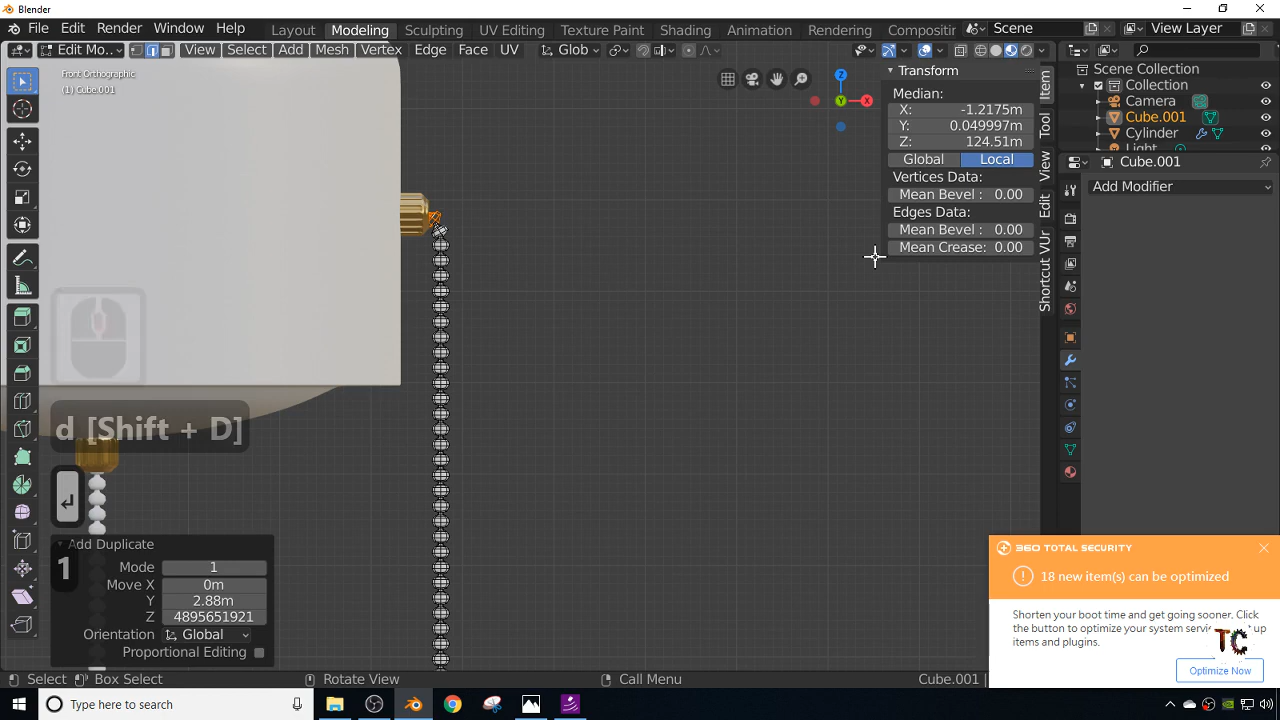 Blender
File Edit Render Window Help Layout Modeling Sculpting UV Editing Texture Paint Shading Animation Rendering Compositir Scene View Layer
Edit Mo... View Select Add Mesh Vertex Edge Face UV Glob
Front Orthographic
(1) Cube.001
Z
Y
X
Transform
Median:
X: -1.2175m
Y: 0.049997m
Z: 124.51m
Global Local
Vertices Data:
Mean Bevel : 0.00
Edges Data:
Mean Bevel : 0.00
Mean Crease: 0.00
Item
Tool
View
Edit
Shortcut VUr
Scene Collection
Collection
Camera
Cube.001
Cylinder
Light
Cube.001
Add Modifier
d [Shift + D]
1
Add Duplicate
Mode 1
Move X 0m
Y 2.88m
Z 4895651921
Orientation Global
Proportional Editing
360 TOTAL SECURITY
18 new item(s) can be optimized
Shorten your boot time and get going sooner. Click
the button to optimize your system
items and plugins.
TC
Optimize Now
Select Box Select Rotate View Call Menu Cube.001 |
Type here to search